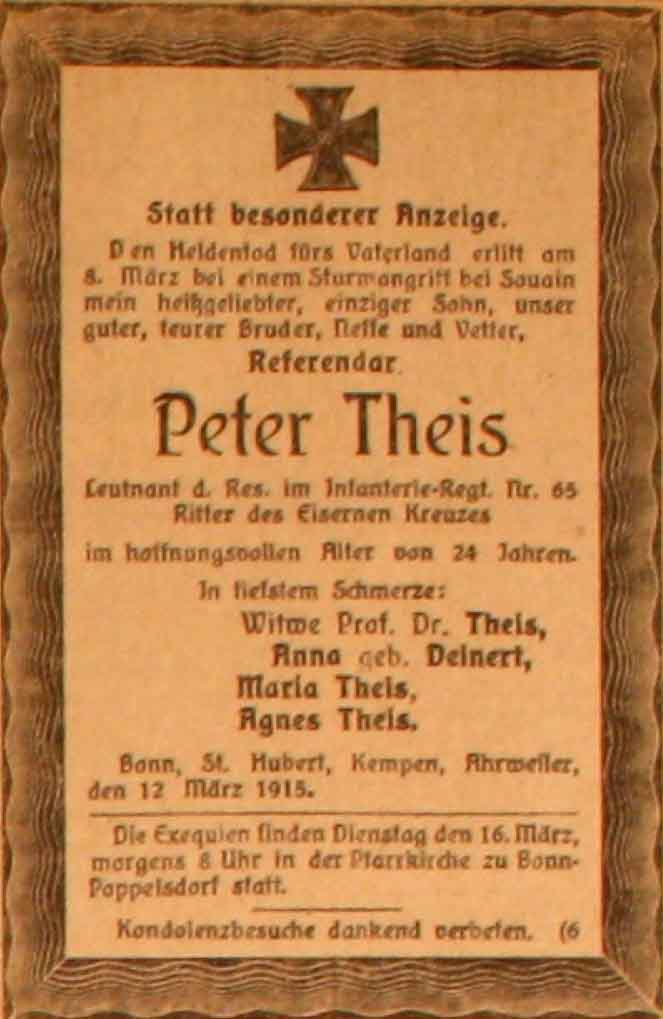 Statt besonderer Anzeige.
Den Heldentod fürs Vaterland erlitt am
8. März bei einem Sturmangriff bei Souain
mein heißgeliebter, einziger Sohn, unser
guter, teurer Bruder, Neffe und Vetter,
Referendar
Peter Theis
Leutnant d. Res. im Infanterie-Regt. Nr. 65
Ritter des Eisernen Kreuzes
im hoffnungsvollen Alter von 24 Jahren.
In tiefstem Schmerze:
Witwe Prof. Dr. Theis,
Anna geb. Deinert,
Maria Theis,
Agnes Theis.
Bonn, St. Hubert, Kempen, Ahrweiler,
den 12 März 1915.
Die Exequien finden Dienstag den 16. März,
morgens 8 Uhr in der Pfarrkirche zu Bonn-
Poppelsdorf statt.
Kondolenzbesuche dankend verbeten. (6